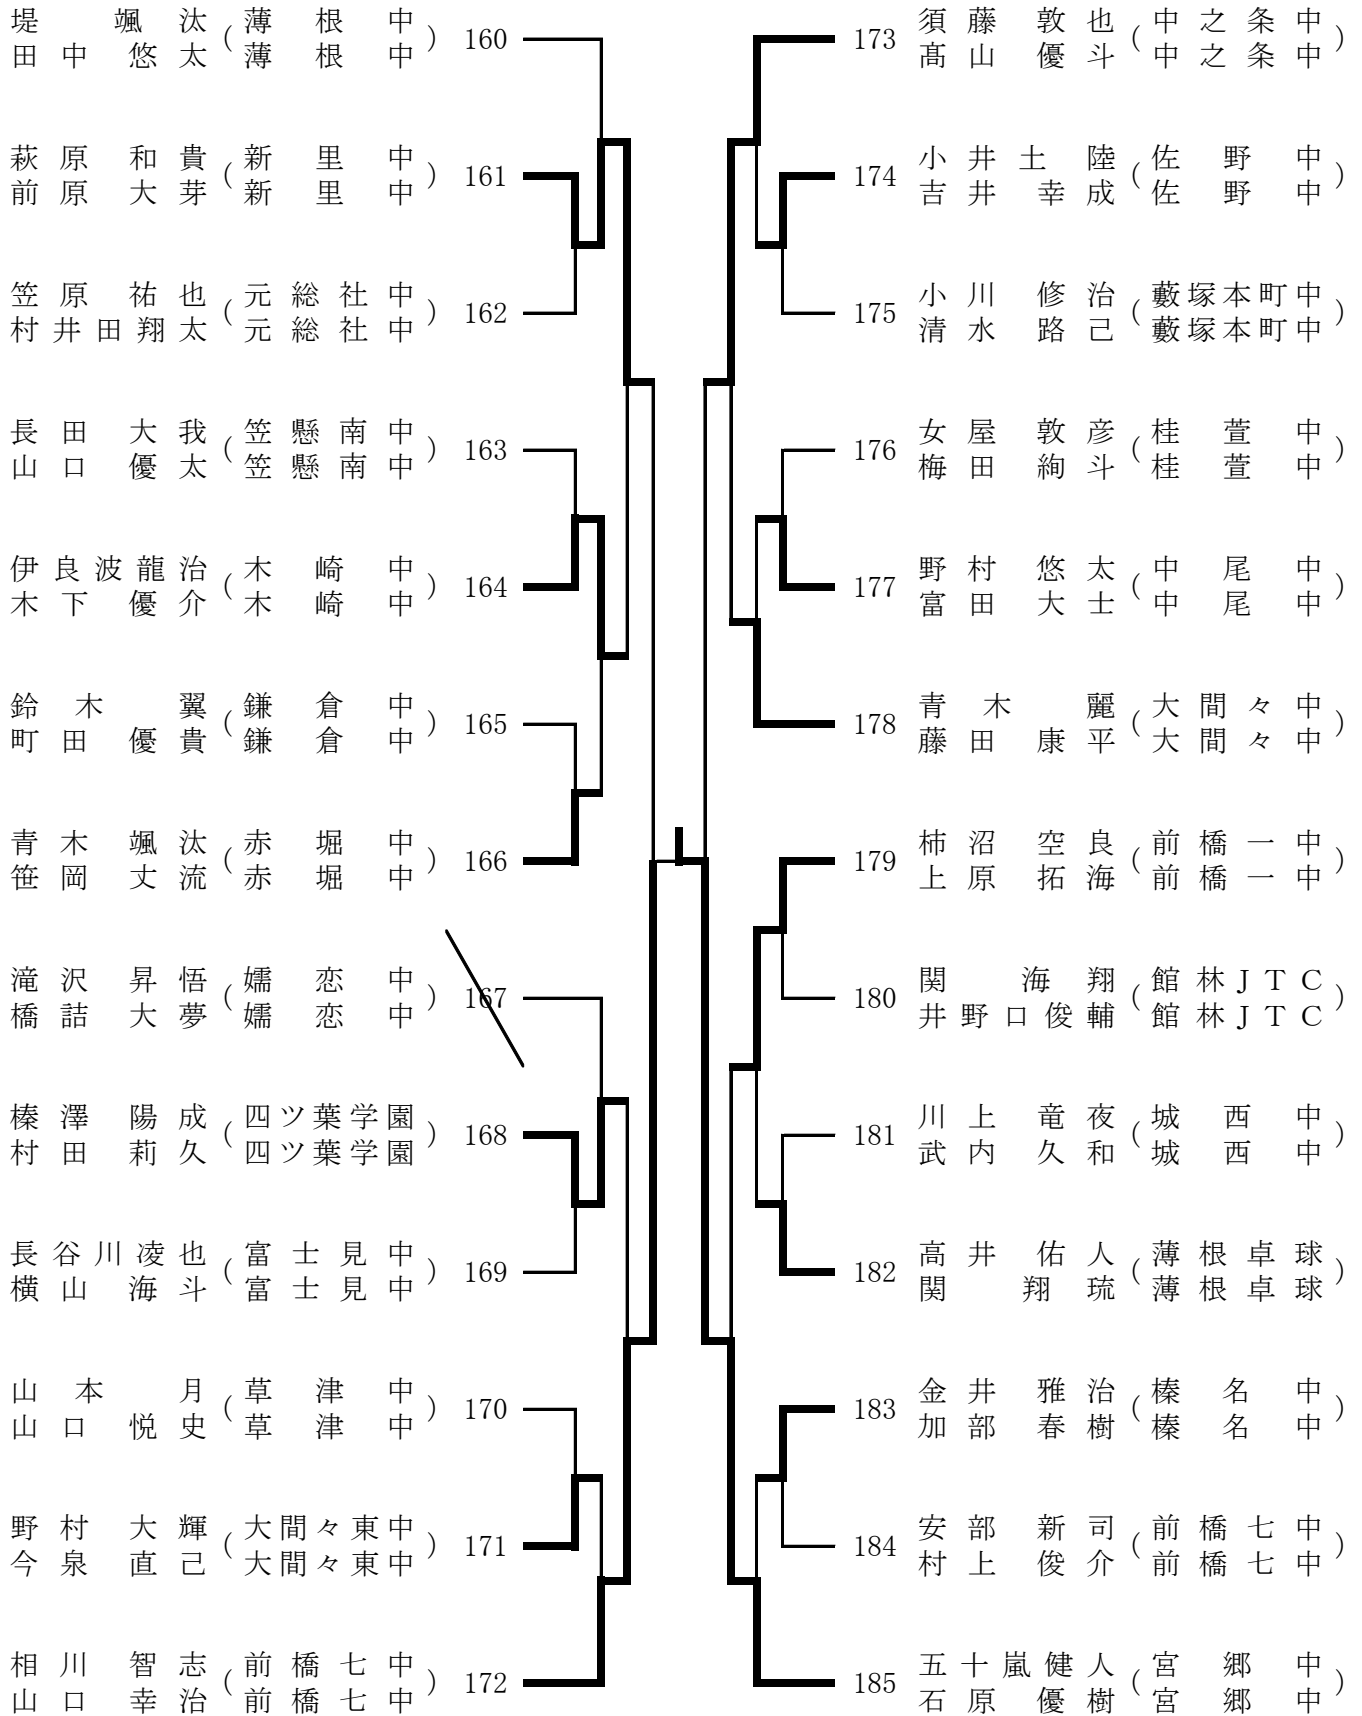 堤颯汰(薄根中) 160
田中悠太(薄根中)
萩原和貴(新里中) 161
前原大芽(新里中)
笠原祐也(元総社中) 162
村井田翔太(元総社中)
長田大我(笠懸南中) 163
山口優太(笠懸南中)
伊良波龍治(木崎中) 164
木下優介(木崎中)
鈴木翼(鎌倉中) 165
町田優貴(鎌倉中)
青木颯汰(赤堀中) 166
笹岡丈流(赤堀中)
滝沢昇悟(嬬恋中) 167
橋詰大夢(嬬恋中)
榛澤陽成(四ツ葉学園) 168
村田莉久(四ツ葉学園)
長谷川凌也(富士見中) 169
横山海斗(富士見中)
山本月(草津中) 170
山口悦史(草津中)
野村大輝(大間々東中) 171
今泉直己(大間々東中)
相川智志(前橋七中) 172
山口幸治(前橋七中)
173 須藤敦也(中之条中)
髙山優斗(中之条中)
174 小井土陸(佐野中)
吉井幸成(佐野中)
175 小川修治(藪塚本町中)
清水路己(藪塚本町中)
176 女屋敦彦(桂萱中)
梅田絢斗(桂萱中)
177 野村悠太(中尾中)
富田大士(中尾中)
178 青木麗(大間々中)
藤田康平(大間々中)
179 柿沼空良(前橋一中)
上原拓海(前橋一中)
180 関海翔(館林JTC)
井野口俊輔(館林JTC)
181 川上竜夜(城西中)
武内久和(城西中)
182 高井佑人(薄根卓球)
関翔琉(薄根卓球)
183 金井雅治(榛名中)
加部春樹(榛名中)
184 安部新司(前橋七中)
村上俊介(前橋七中)
185 五十嵐健人(宮郷中)
石原優樹(宮郷中)